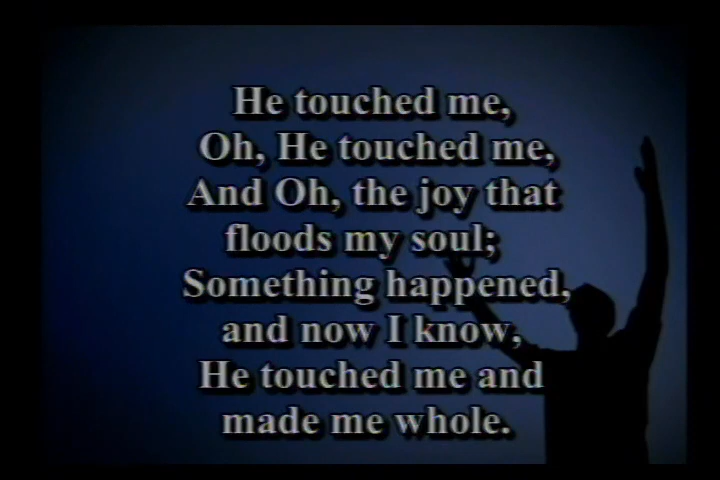 He touched me,
Oh, He touched me,
And Oh, the joy that
floods my soul;
Something happened,
and now I know,
He touched me and
made me whole.